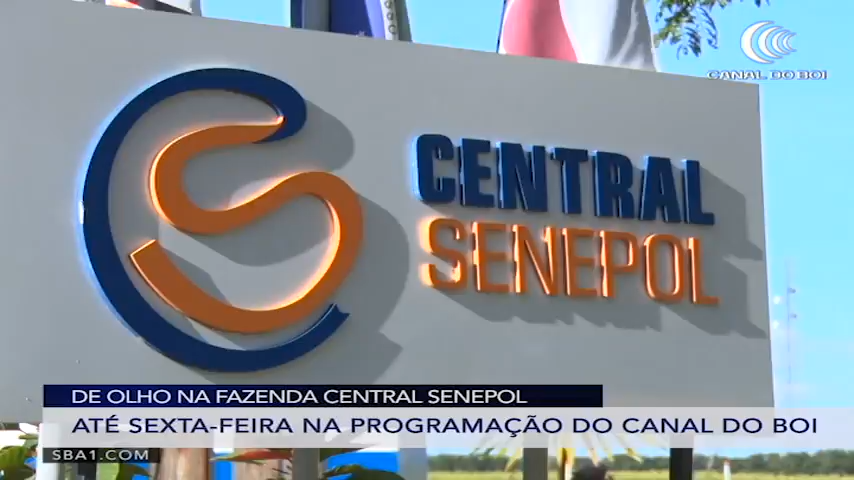 CANAL DO BOI
CENTRAL
SENEPOL
DE OLHO NA FAZENDA CENTRAL SENEPOL
ATÉ SEXTA-FEIRA NA PROGRAMAÇÃO DO CANAL DO BOI
SBA1.COM